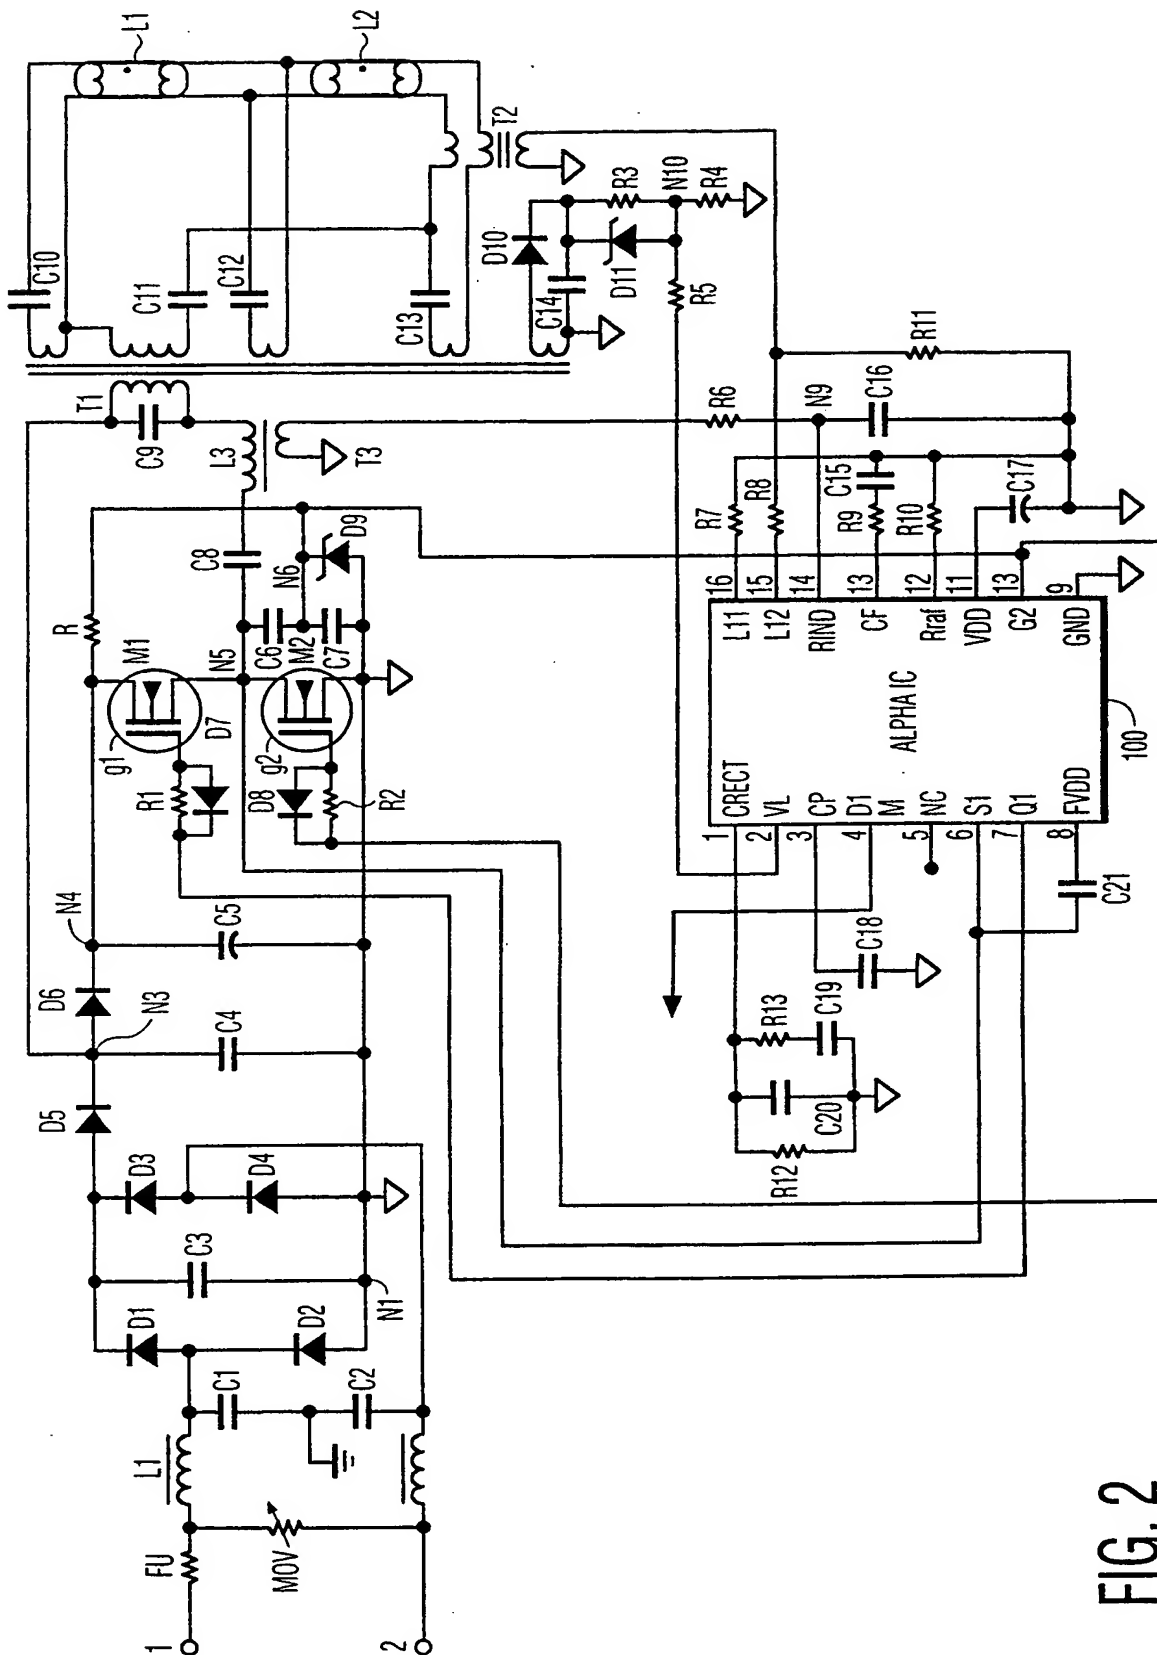 L1
L2
C10
C11
C12
C13
T2
T1
C9
L3
T3
D10
C14
D11
R3
N10
R4
R5
R
M1
g1
D7
N5
C8
C6
N6
M2
C7
D9
g2
R1
D8
R2
N4
D6
C5
N3
D5
C4
D3
D4
C3
N1
D1
D2
C1
C2
L1
FU
MOV
1
2
R6
N9
C16
R11
R7
R8
C15
R9
R10
C17
16 L11
15 L12
14 RIND
13 CF
12 Rraf
11 VDD
13 G2
9 GND
ALPHA IC
100
1 CRECT
2 VL
3 CP
4 D1
M
5 NC
6 S1
7 Q1
8 FVDD
C18
C21
R13
C19
C20
R12
FIG. 2